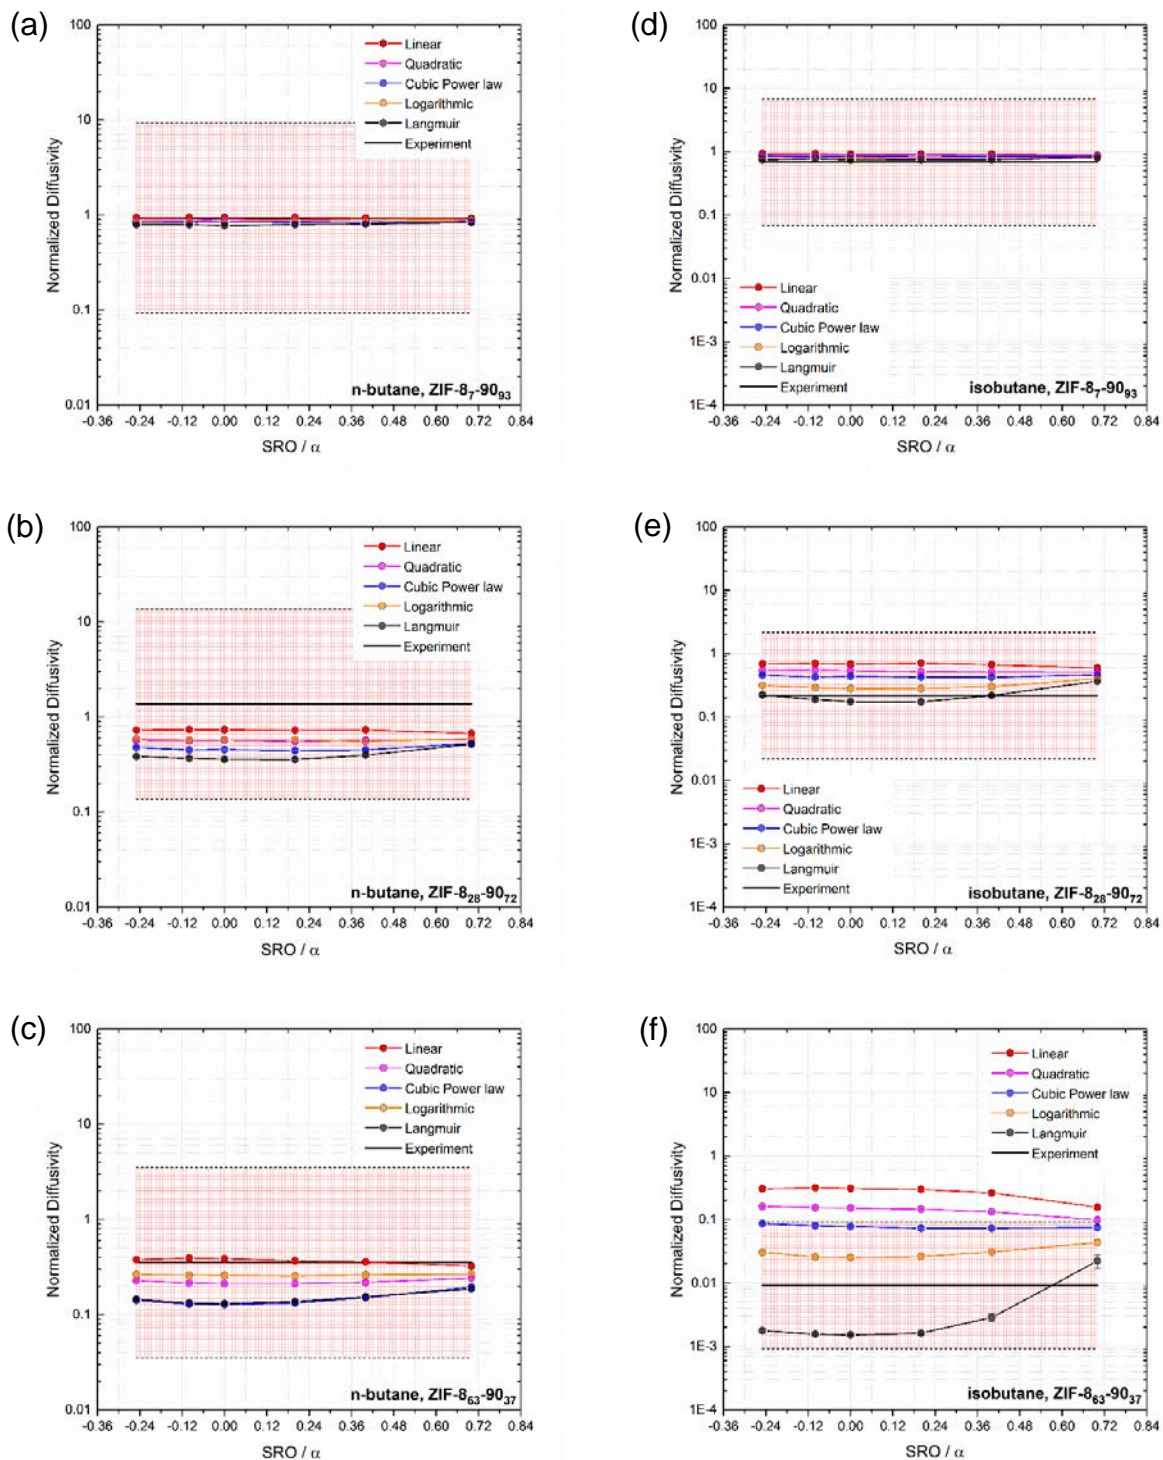 (a)
100
10
1
0.1
0.01
Normalized Diffusivity
Linear
Quadratic
Cubic Power law
Logarithmic
Langmuir
Experiment
n-butane, ZIF-8₇-90₉₃
-0.36 -0.24 -0.12 0.00 0.12 0.24 0.36 0.48 0.60 0.72 0.84
SRO / α
(d)
100
10
1
0.1
0.01
1E-3
1E-4
Normalized Diffusivity
Linear
Quadratic
Cubic Power law
Logarithmic
Langmuir
Experiment
isobutane, ZIF-8₇-90₉₃
-0.36 -0.24 -0.12 0.00 0.12 0.24 0.36 0.48 0.60 0.72 0.84
SRO / α
(b)
100
10
1
0.1
0.01
Normalized Diffusivity
Linear
Quadratic
Cubic Power law
Logarithmic
Langmuir
Experiment
n-butane, ZIF-8₂₈-90₇₂
-0.36 -0.24 -0.12 0.00 0.12 0.24 0.36 0.48 0.60 0.72 0.84
SRO / α
(e)
100
10
1
0.1
0.01
1E-3
1E-4
Normalized Diffusivity
Linear
Quadratic
Cubic Power law
Logarithmic
Langmuir
Experiment
isobutane, ZIF-8₂₈-90₇₂
-0.36 -0.24 -0.12 0.00 0.12 0.24 0.36 0.48 0.60 0.72 0.84
SRO / α
(c)
100
10
1
0.1
0.01
Normalized Diffusivity
Linear
Quadratic
Cubic Power law
Logarithmic
Langmuir
Experiment
n-butane, ZIF-8₆₃-90₃₇
-0.36 -0.24 -0.12 0.00 0.12 0.24 0.36 0.48 0.60 0.72 0.84
SRO / α
(f)
100
10
1
0.1
0.01
1E-3
1E-4
Normalized Diffusivity
Linear
Quadratic
Cubic Power law
Logarithmic
Langmuir
Experiment
isobutane, ZIF-8₆₃-90₃₇
-0.36 -0.24 -0.12 0.00 0.12 0.24 0.36 0.48 0.60 0.72 0.84
SRO / α